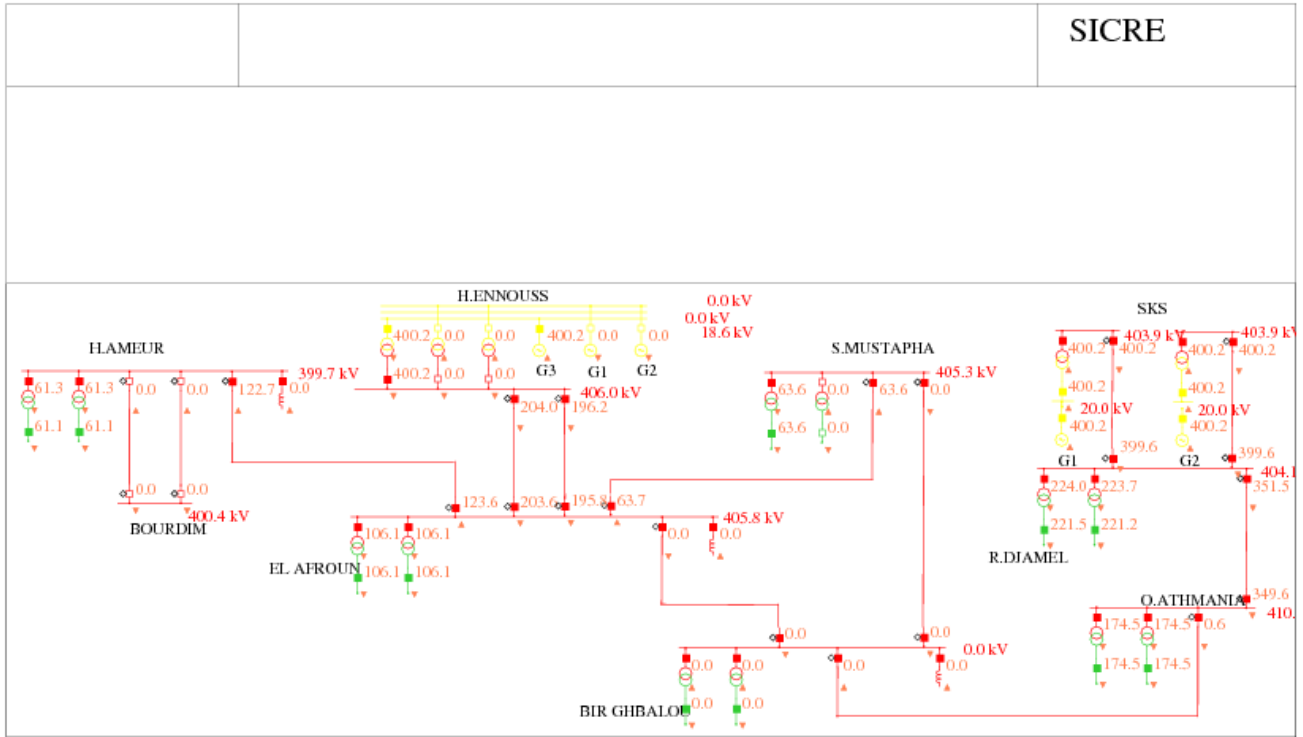 SICRE
H.ENNOUSS
0.0 kV
0.0 kV
18.6 kV
SKS
400.2 0.0 0.0 400.2 0.0 0.0
G3 G1 G2
400.2 0.0 0.0
403.9 kV 403.9 kV
400.2 400.2 400.2 400.2
400.2 400.2
20.0 kV 20.0 kV
400.2 400.2
G1 G2
399.6 399.6
H.AMEUR
399.7 kV
61.3 61.3 0.0 0.0 122.7 0.0
61.1 61.1
406.0 kV
204.0 196.2
S.MUSTAPHA
405.3 kV
63.6 0.0 63.6 0.0
63.6 0.0
404.1
224.0 223.7 351.5
221.5 221.2
R.DJAMEL
0.0 0.0
400.4 kV
BOURDIM
123.6 203.6 195.8 63.7
405.8 kV
106.1 106.1 0.0 0.0
106.1 106.1
EL AFROUN
349.6
O.ATHMANIA
410.
174.5 174.5 0.6
174.5 174.5
0.0 0.0
0.0 kV
0.0 0.0 0.0 0.0
0.0 0.0
BIR GHBALOU